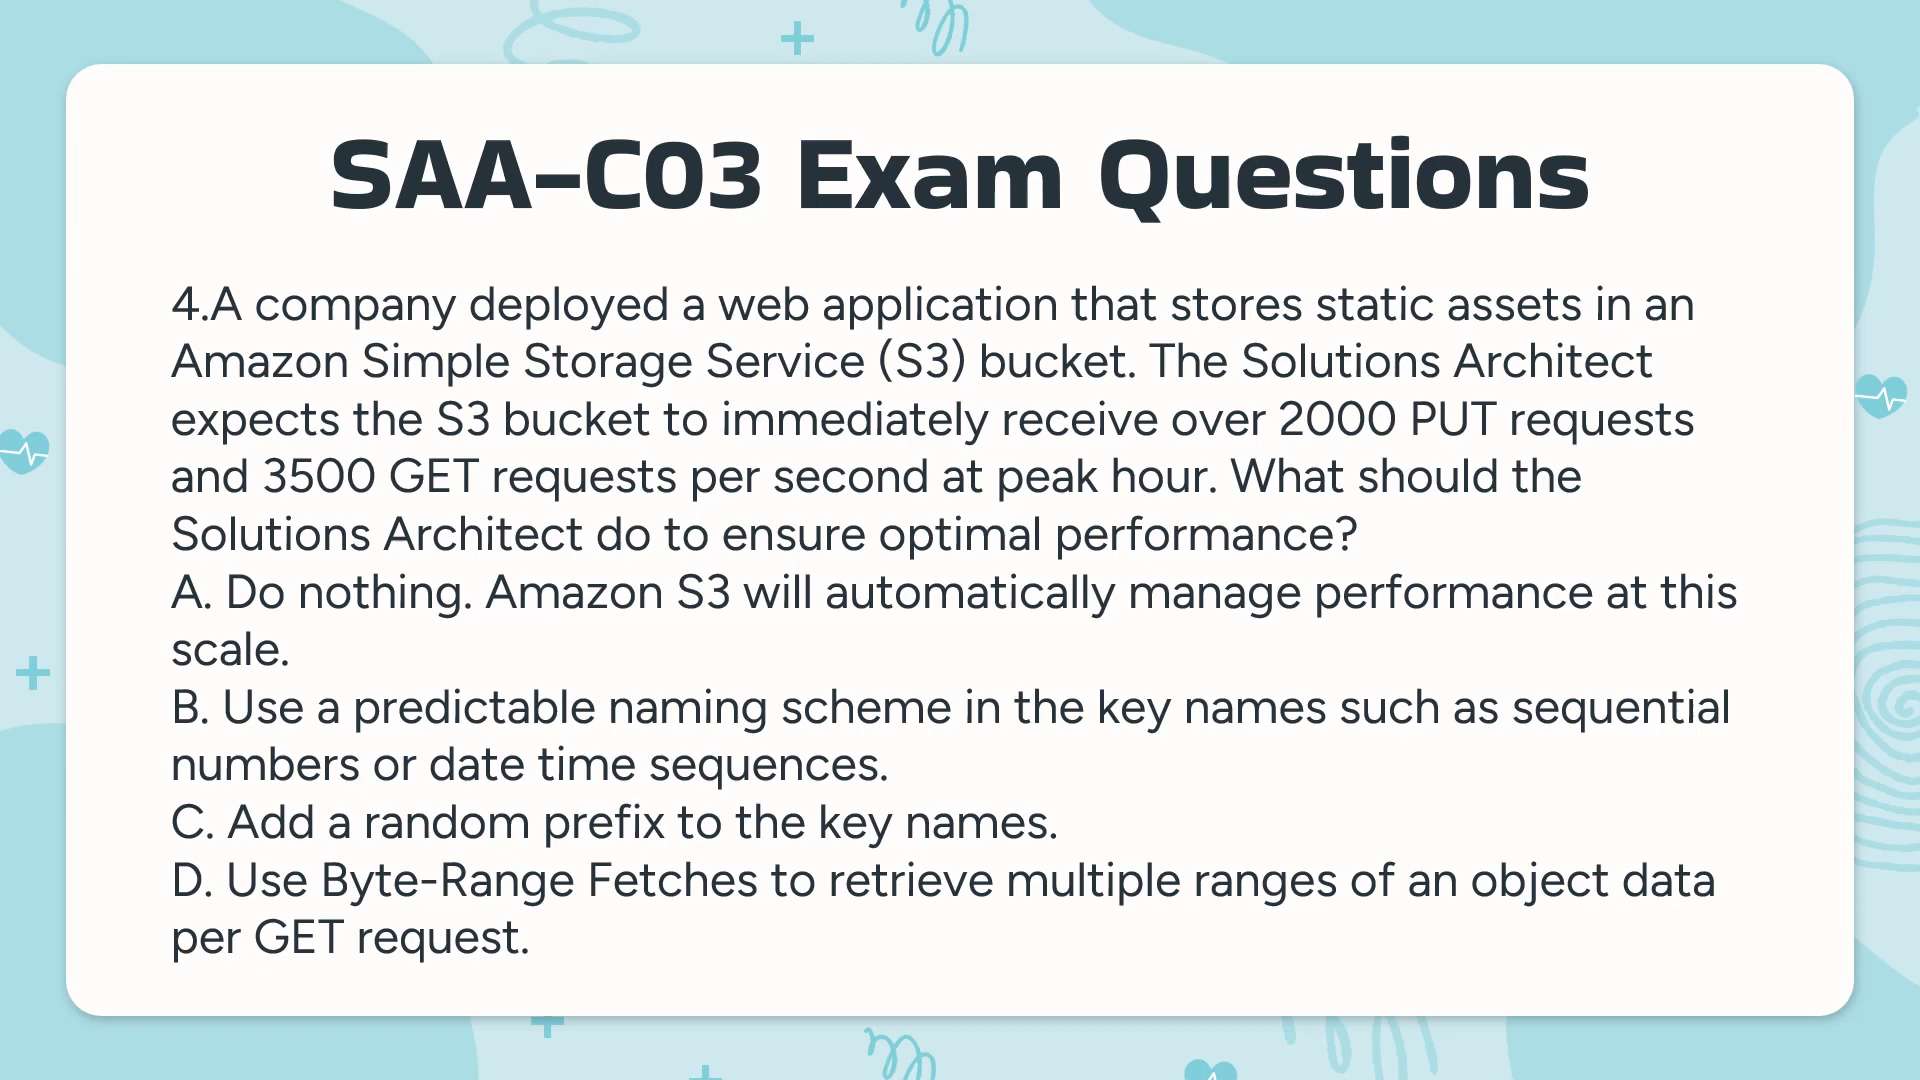 SAA-C03 Exam Questions
4.A company deployed a web application that stores static assets in an
Amazon Simple Storage Service (S3) bucket. The Solutions Architect
expects the S3 bucket to immediately receive over 2000 PUT requests
and 3500 GET requests per second at peak hour. What should the
Solutions Architect do to ensure optimal performance?
A. Do nothing. Amazon S3 will automatically manage performance at this
scale.
B. Use a predictable naming scheme in the key names such as sequential
numbers or date time sequences.
C. Add a random prefix to the key names.
D. Use Byte-Range Fetches to retrieve multiple ranges of an object data
per GET request.